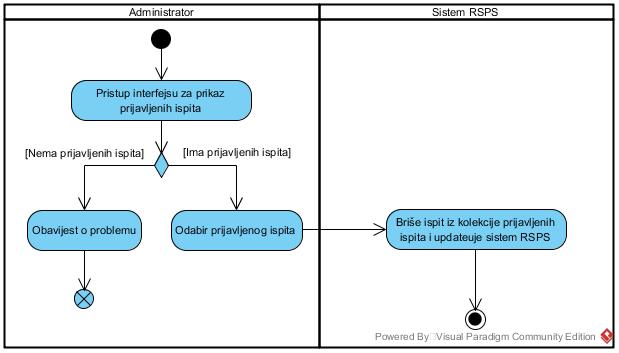 Administrator
Sistem RSPS
Pristup interfejsu za prikaz
prijavljenih ispita
[Nema prijavljenih ispita]
[Ima prijavljenih ispita]
Obavijest o problemu
Odabir prijavljenog ispita
Briše ispit iz kolekcije prijavljenih
ispita i updateuje sistem RSPS
Powered By Visual Paradigm Community Edition